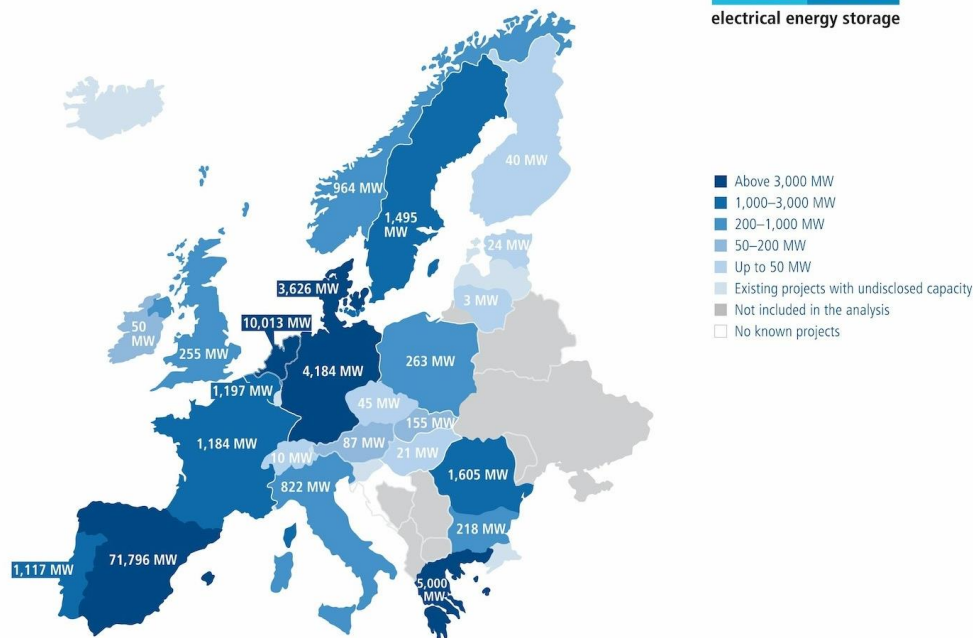 electrical energy storage
40 MW
964 MW
1,495
MW
24 MW
3 MW
3,626 MW
10,013 MW
50
MW
255 MW
4,184 MW
263 MW
1,197 MW
45 MW
155 MW
1,184 MW
87 MW
10 MW
21 MW
822 MW
1,605 MW
218 MW
71,796 MW
1,117 MW
5,000
MW
Above 3,000 MW
1,000–3,000 MW
200–1,000 MW
50–200 MW
Up to 50 MW
Existing projects with undisclosed capacity
Not included in the analysis
No known projects